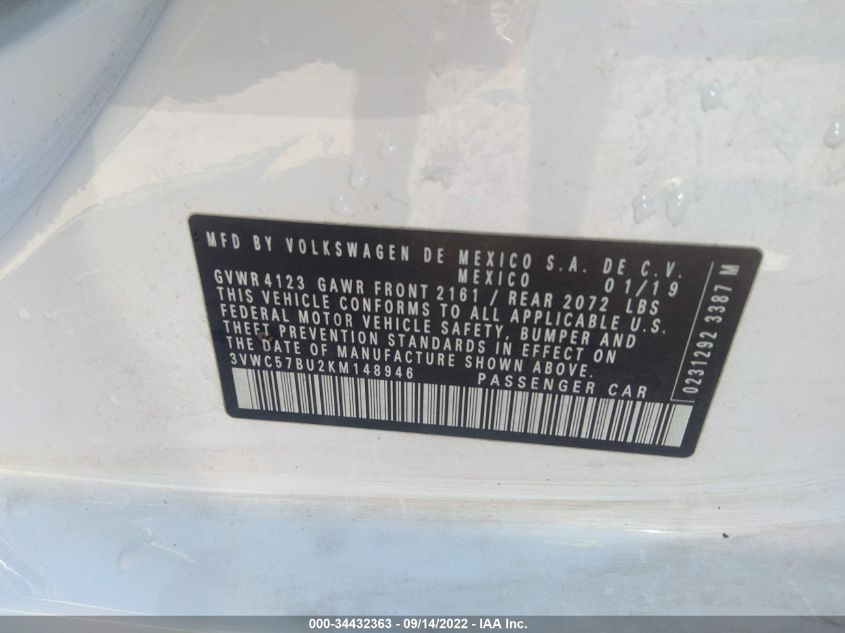 MFD BY VOLKSWAGEN DE MEXICO S.A. DE C.V.
MEXICO 01/19
GVWR 4123 GAWR FRONT 2161 / REAR 2072 LBS
THIS VEHICLE CONFORMS TO ALL APPLICABLE U.S.
FEDERAL MOTOR VEHICLE SAFETY, BUMPER AND
THEFT PREVENTION STANDARDS IN EFFECT ON
THE DATE OF MANUFACTURE SHOWN ABOVE.
3VWC57BU2KM148946 PASSENGER CAR
0231292 3387 M
000-34432363 | 09/14/2022 | IAA Inc.